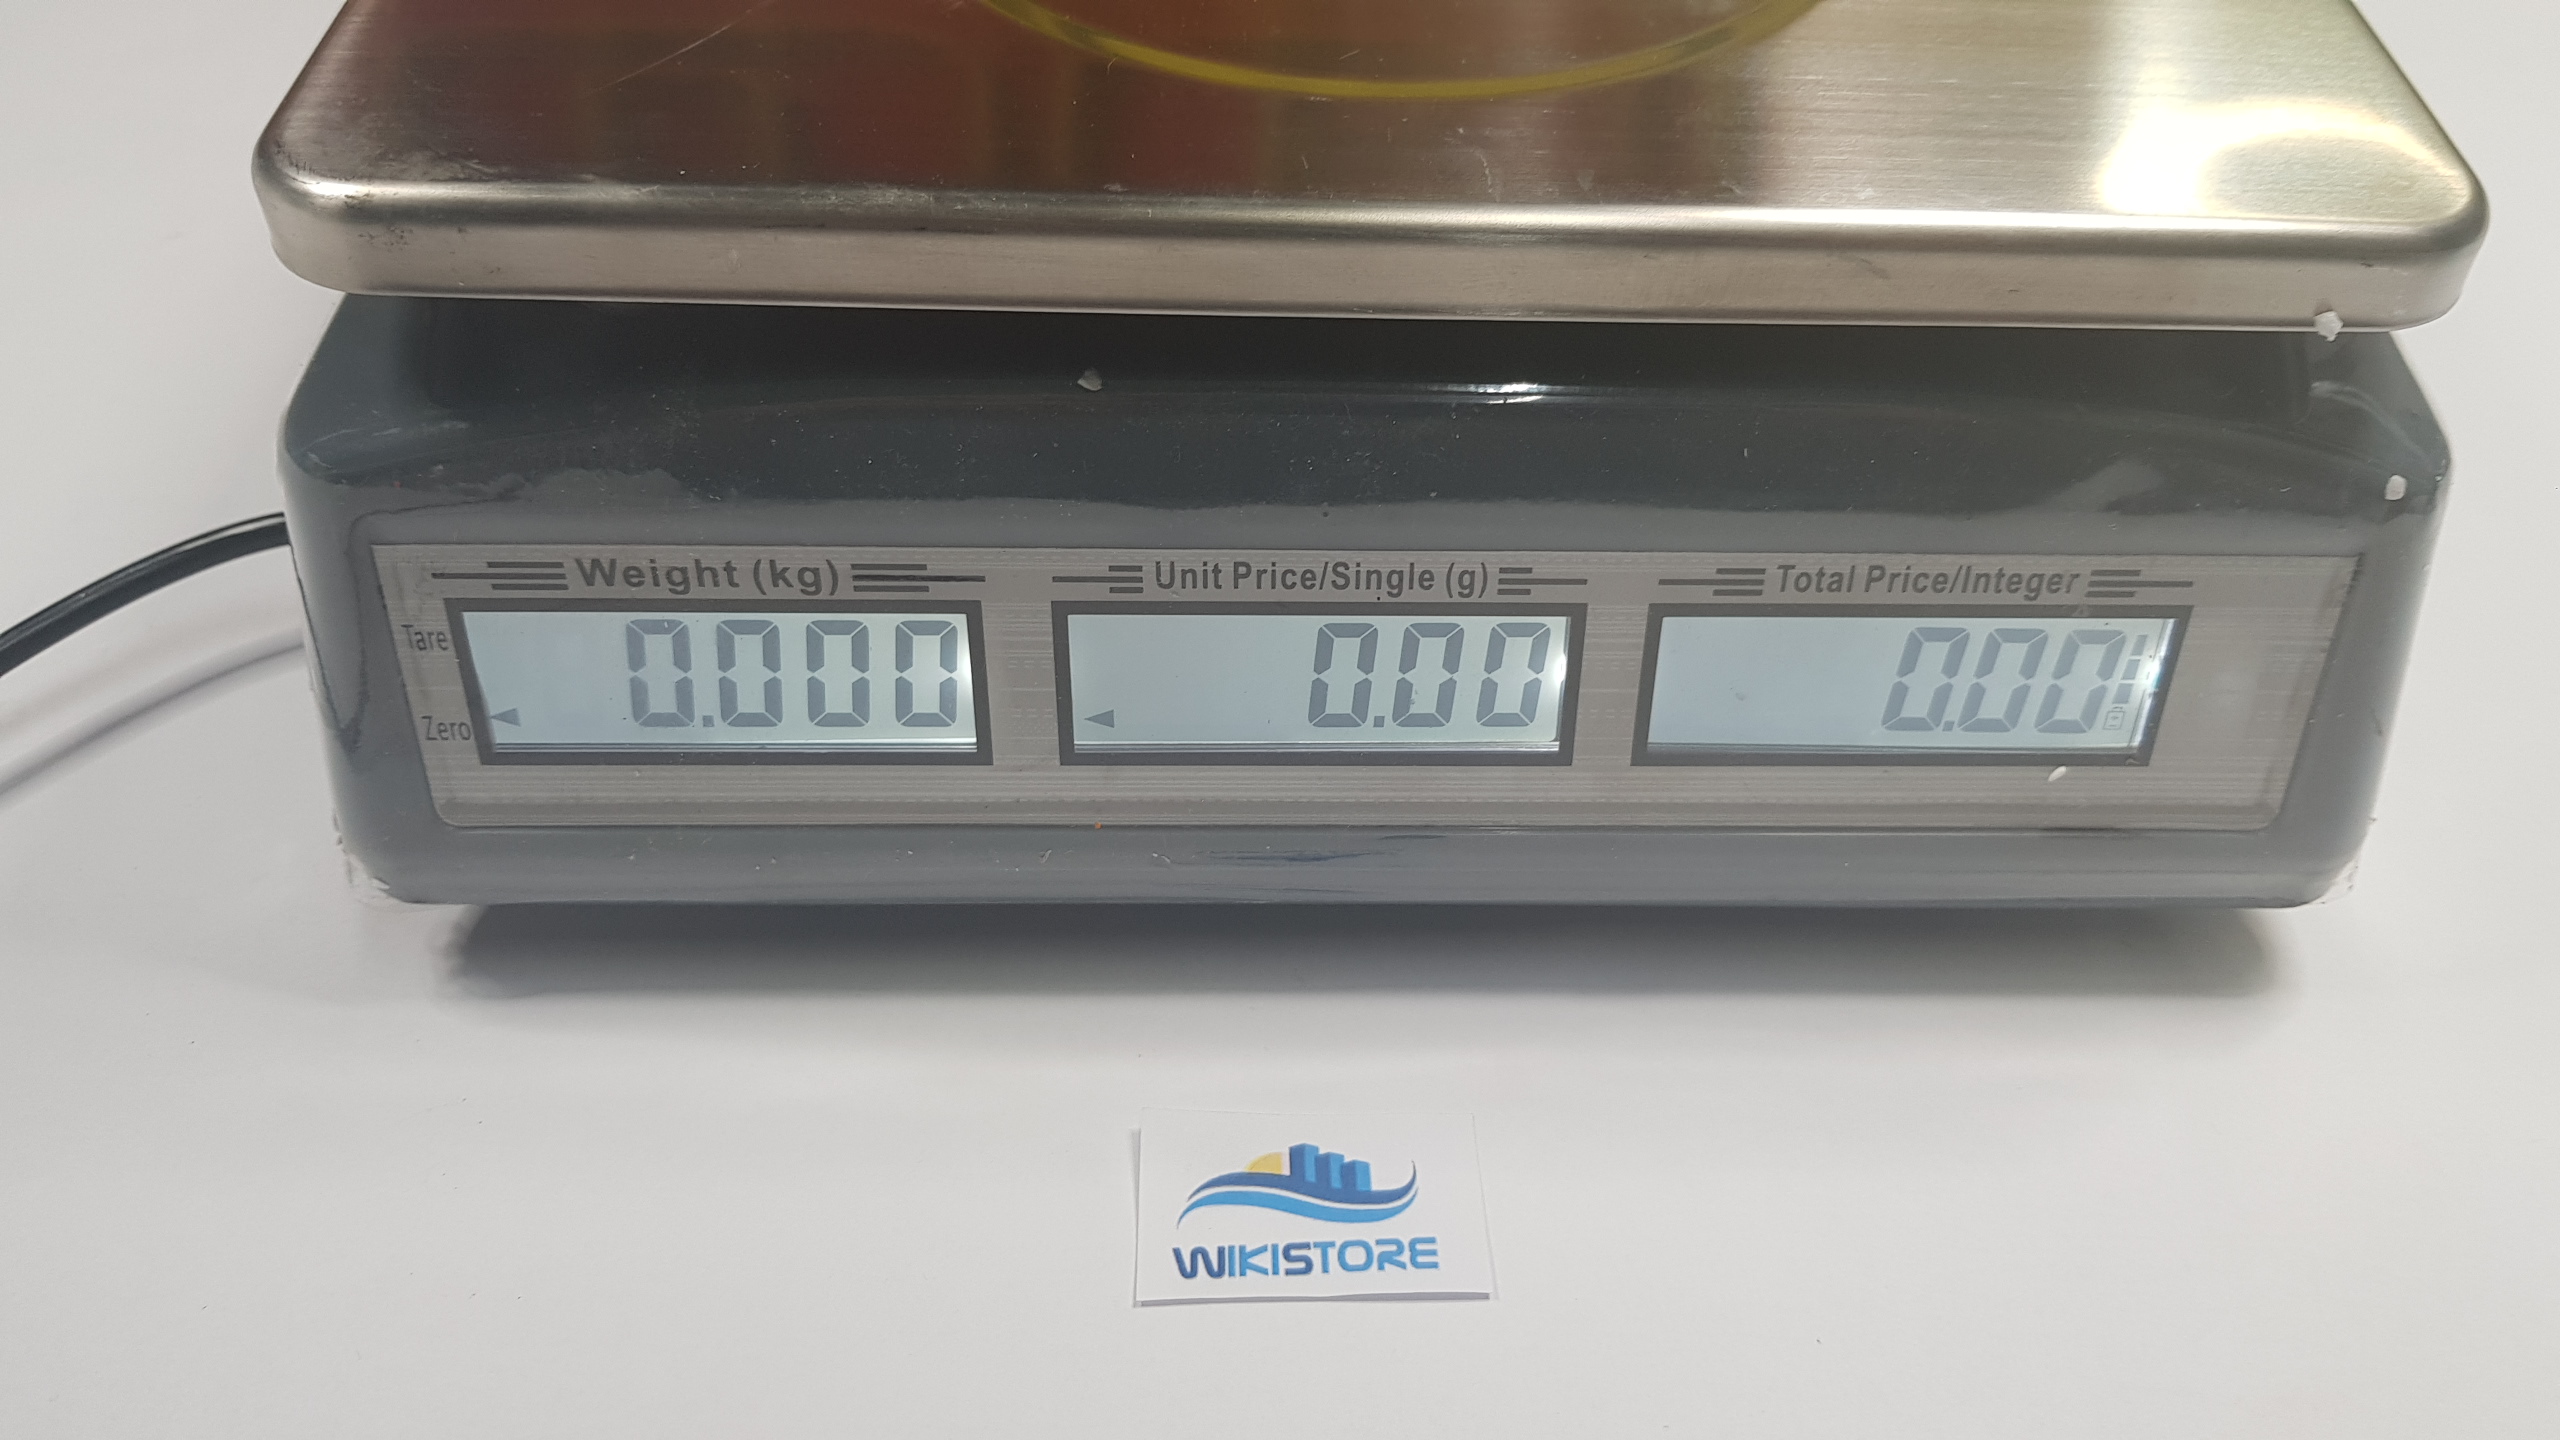 Weight (kg) Unit Price/Single (g) Total Price/Integer
Tare
Zero
0.000 0.00 0.00
WIKISTORE